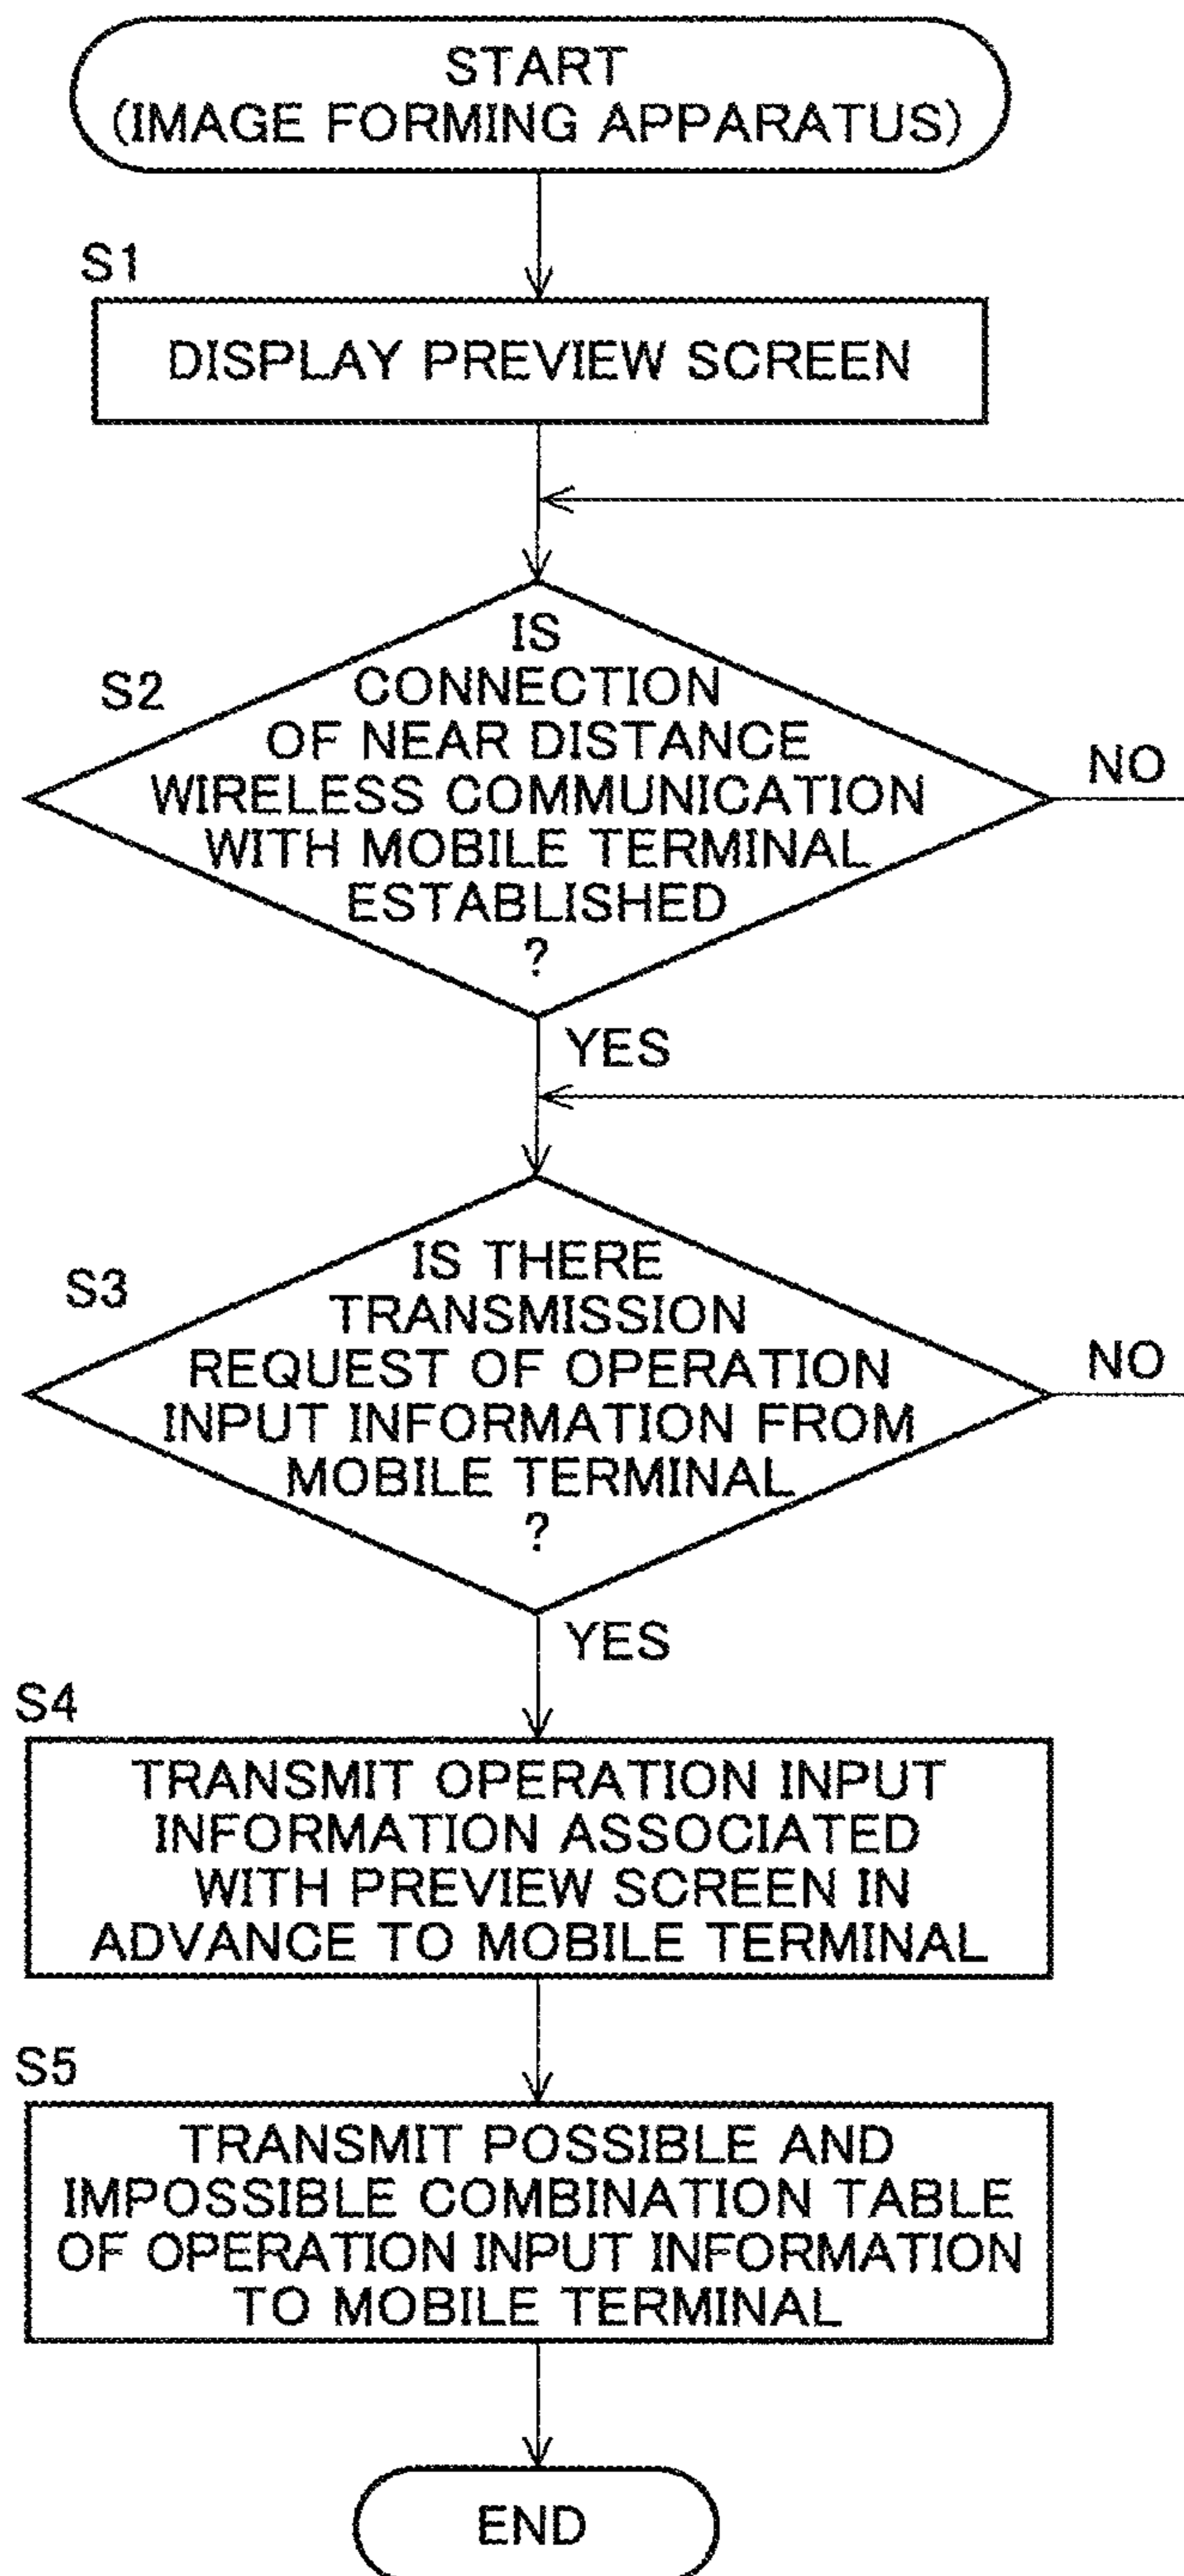 START
(IMAGE FORMING APPARATUS)
S1
DISPLAY PREVIEW SCREEN
S2
IS
CONNECTION
OF NEAR DISTANCE
WIRELESS COMMUNICATION
WITH MOBILE TERMINAL
ESTABLISHED
?
NO
YES
S3
IS THERE
TRANSMISSION
REQUEST OF OPERATION
INPUT INFORMATION FROM
MOBILE TERMINAL
?
NO
YES
S4
TRANSMIT OPERATION INPUT
INFORMATION ASSOCIATED
WITH PREVIEW SCREEN IN
ADVANCE TO MOBILE TERMINAL
S5
TRANSMIT POSSIBLE AND
IMPOSSIBLE COMBINATION TABLE
OF OPERATION INPUT INFORMATION
TO MOBILE TERMINAL
END